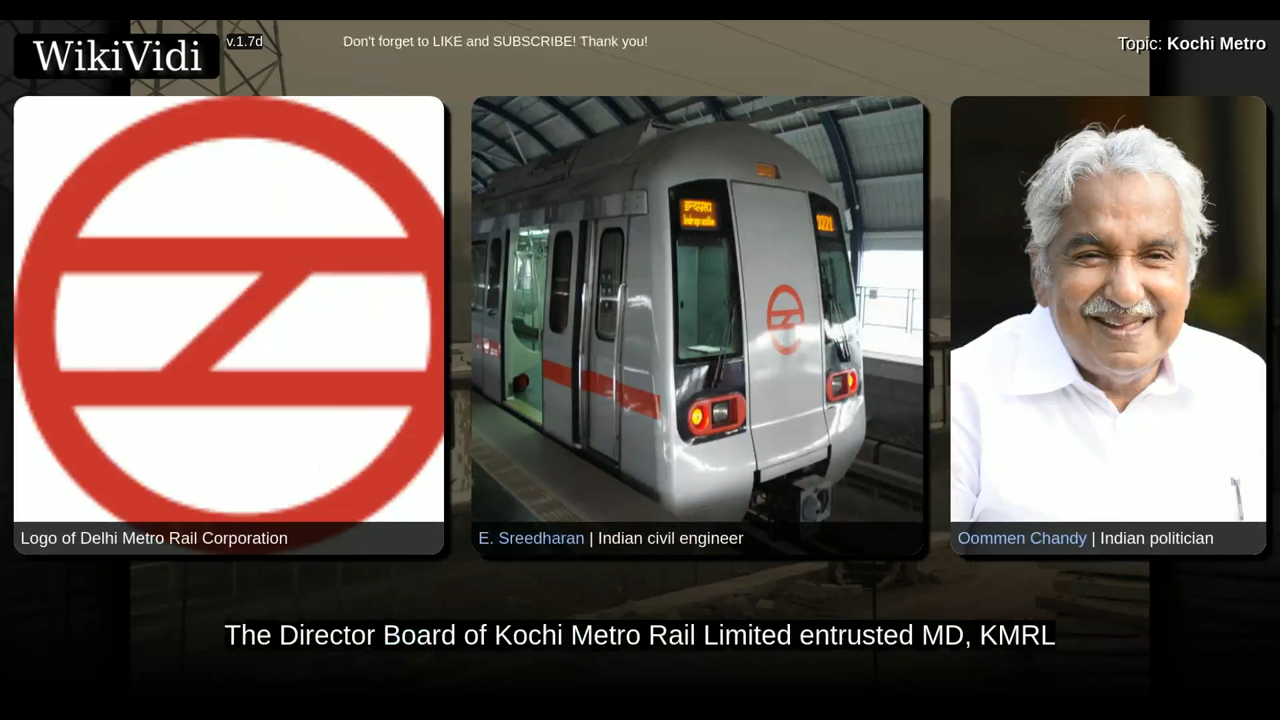 WikiVidi
v.1.7d
Don't forget to LIKE and SUBSCRIBE! Thank you!
Topic: Kochi Metro
Logo of Delhi Metro Rail Corporation
E. Sreedharan | Indian civil engineer
Oommen Chandy | Indian politician
The Director Board of Kochi Metro Rail Limited entrusted MD, KMRL